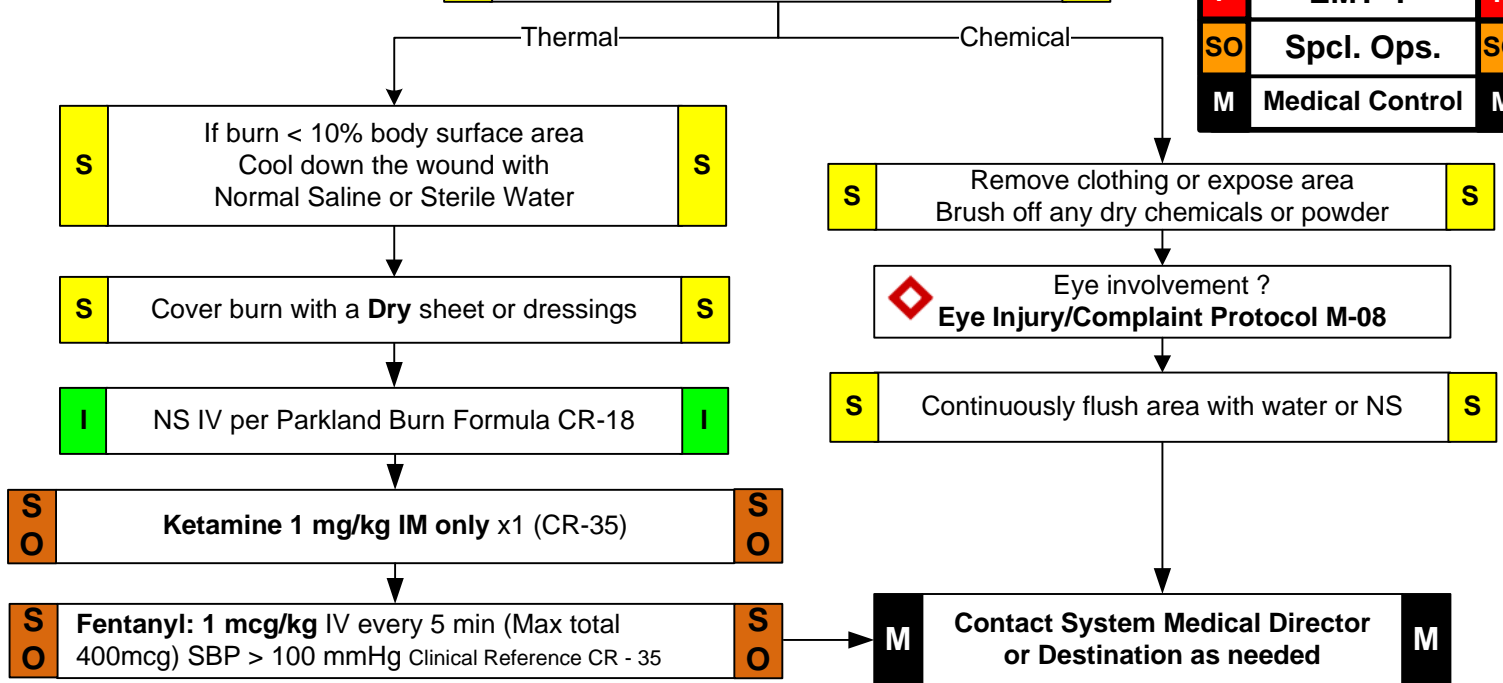 Thermal
Chemical
SO Spcl. Ops.
M Medical Control M
S If burn < 10% body surface area S
Cool down the wound with
Normal Saline or Sterile Water
S Cover burn with a Dry sheet or dressings S
I NS IV per Parkland Burn Formula CR-18 I
S O Ketamine 1 mg/kg IM only x1 (CR-35) S O
S O Fentanyl: 1 mcg/kg IV every 5 min (Max total S O
400mcg) SBP > 100 mmHg Clinical Reference CR - 35
S Remove clothing or expose area S
Brush off any dry chemicals or powder
Eye involvement ?
Eye Injury/Complaint Protocol M-08
S Continuously flush area with water or NS S
M Contact System Medical Director M
or Destination as needed